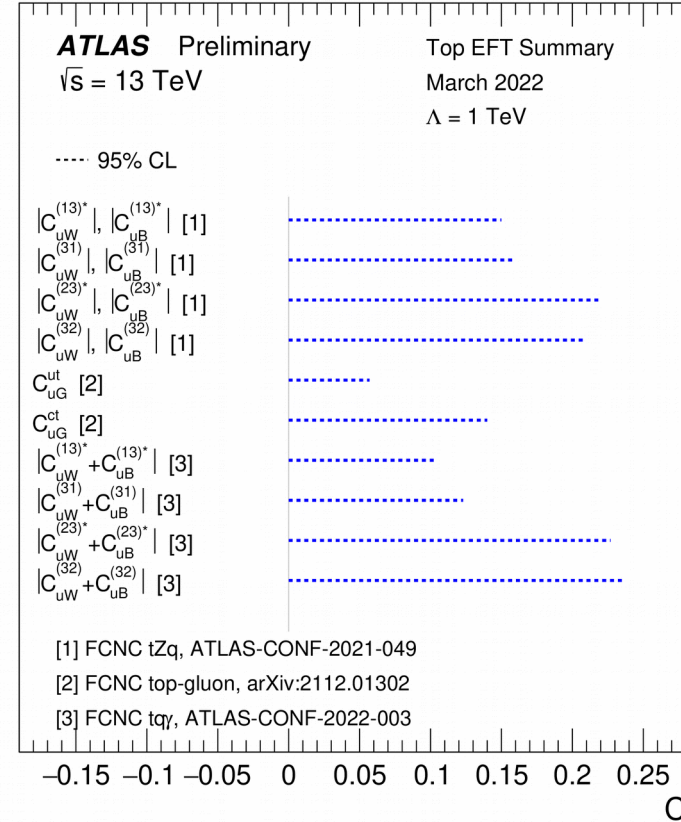 ATLAS Preliminary
√s = 13 TeV
Top EFT Summary
March 2022
Λ = 1 TeV
95% CL
|C_uW^(13)*|, |C_uB^(13)*| [1]
|C_uW^(31)|, |C_uB^(31)| [1]
|C_uW^(23)*|, |C_uB^(23)*| [1]
|C_uW^(32)|, |C_uB^(32)| [1]
C_uG^ut [2]
C_uG^ct [2]
|C_uW^(13)*+C_uB^(13)*| [3]
|C_uW^(31)+C_uB^(31)| [3]
|C_uW^(23)*+C_uB^(23)*| [3]
|C_uW^(32)+C_uB^(32)| [3]
[1] FCNC tZq, ATLAS-CONF-2021-049
[2] FCNC top-gluon, arXiv:2112.01302
[3] FCNC tqγ, ATLAS-CONF-2022-003
−0.15 −0.1 −0.05 0 0.05 0.1 0.15 0.2 0.25